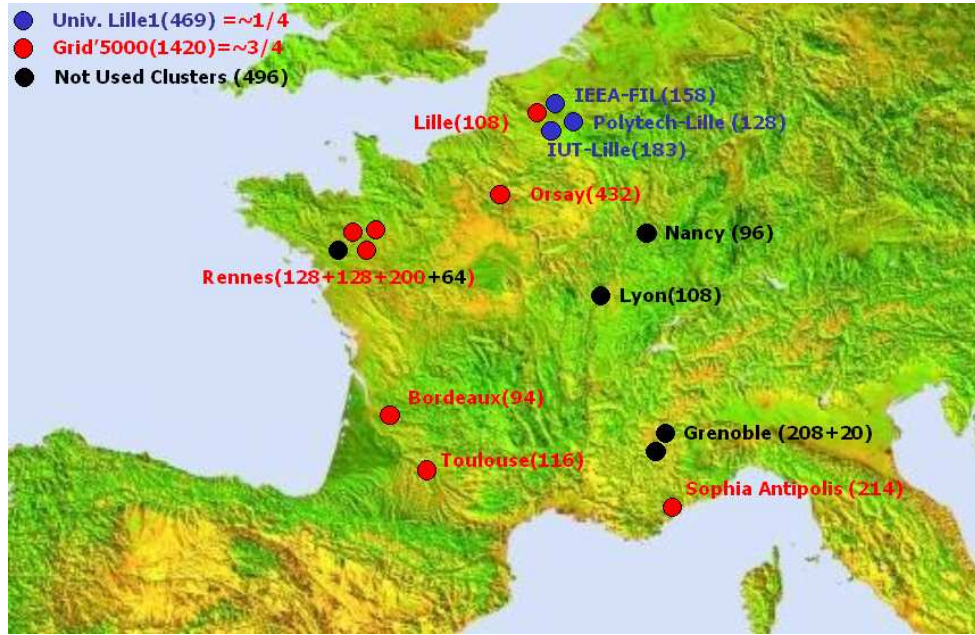 Univ. Lille1(469) =~1/4
Grid'5000(1420)=~3/4
Not Used Clusters (496)
IEEA-FIL(158)
Lille(108)
Polytech-Lille (128)
IUT-Lille(183)
Orsay(432)
Nancy (96)
Rennes(128+128+200+64)
Lyon(108)
Bordeaux(94)
Grenoble (208+20)
Toulouse(116)
Sophia Antipolis (214)